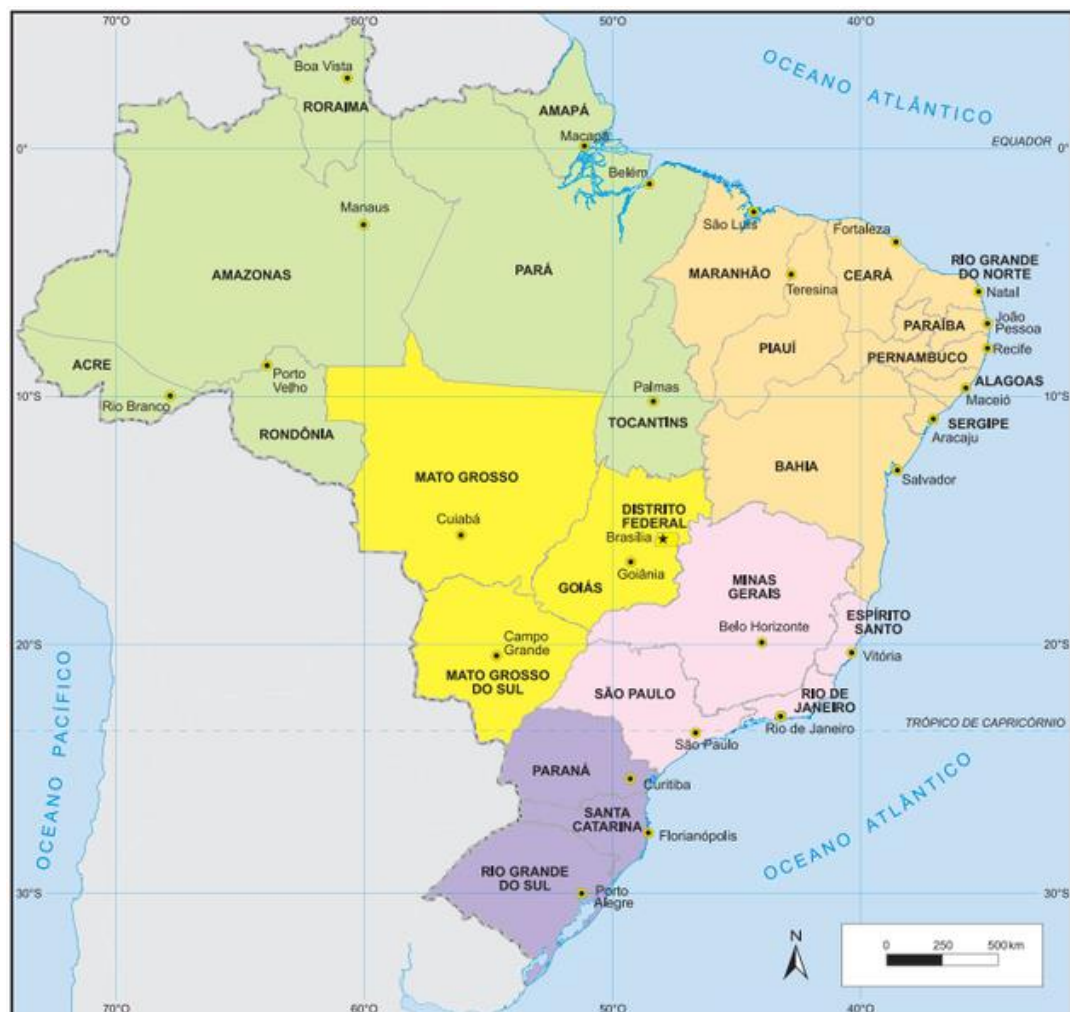 70°O
160°O
50°O
40°O
OCEANO ATLÂNTICO
Boa Vista
RORAIMA
AMAPÁ
Macapá
EQUADOR
0°
0°
Belém
Manaus
São Luís
Fortaleza
AMAZONAS
PARÁ
MARANHÃO
CEARÁ
RIO GRANDE
DO NORTE
Teresina
Natal
João
Pessoa
PARAÍBA
PIAUÍ
PERNAMBUCO
Recife
ACRE
Porto
Velho
Palmas
ALAGOAS
Maceió
10°S
Rio Branco
10°S
TOCANTINS
SERGIPE
Aracaju
RONDÔNIA
MATO GROSSO
BAHIA
Salvador
DISTRITO
FEDERAL
Cuiabá
Brasília
Goiânia
GOIÁS
MINAS
GERAIS
ESPÍRITO
SANTO
Belo Horizonte
Vitória
20°S
20°S
Campo
Grande
MATO GROSSO
DO SUL
SÃO PAULO
RIO DE
JANEIRO
Rio de Janeiro
TRÓPICO DE CAPRICÓRNIO
São Paulo
OCEANO PACÍFICO
PARANÁ
Curitiba
OCEANO ATLÂNTICO
SANTA
CATARINA
Florianópolis
RIO GRANDE
DO SUL
Porto
Alegre
30°S
30°S
N
0 250 500 km
70°O
60°O
50°O
40°O